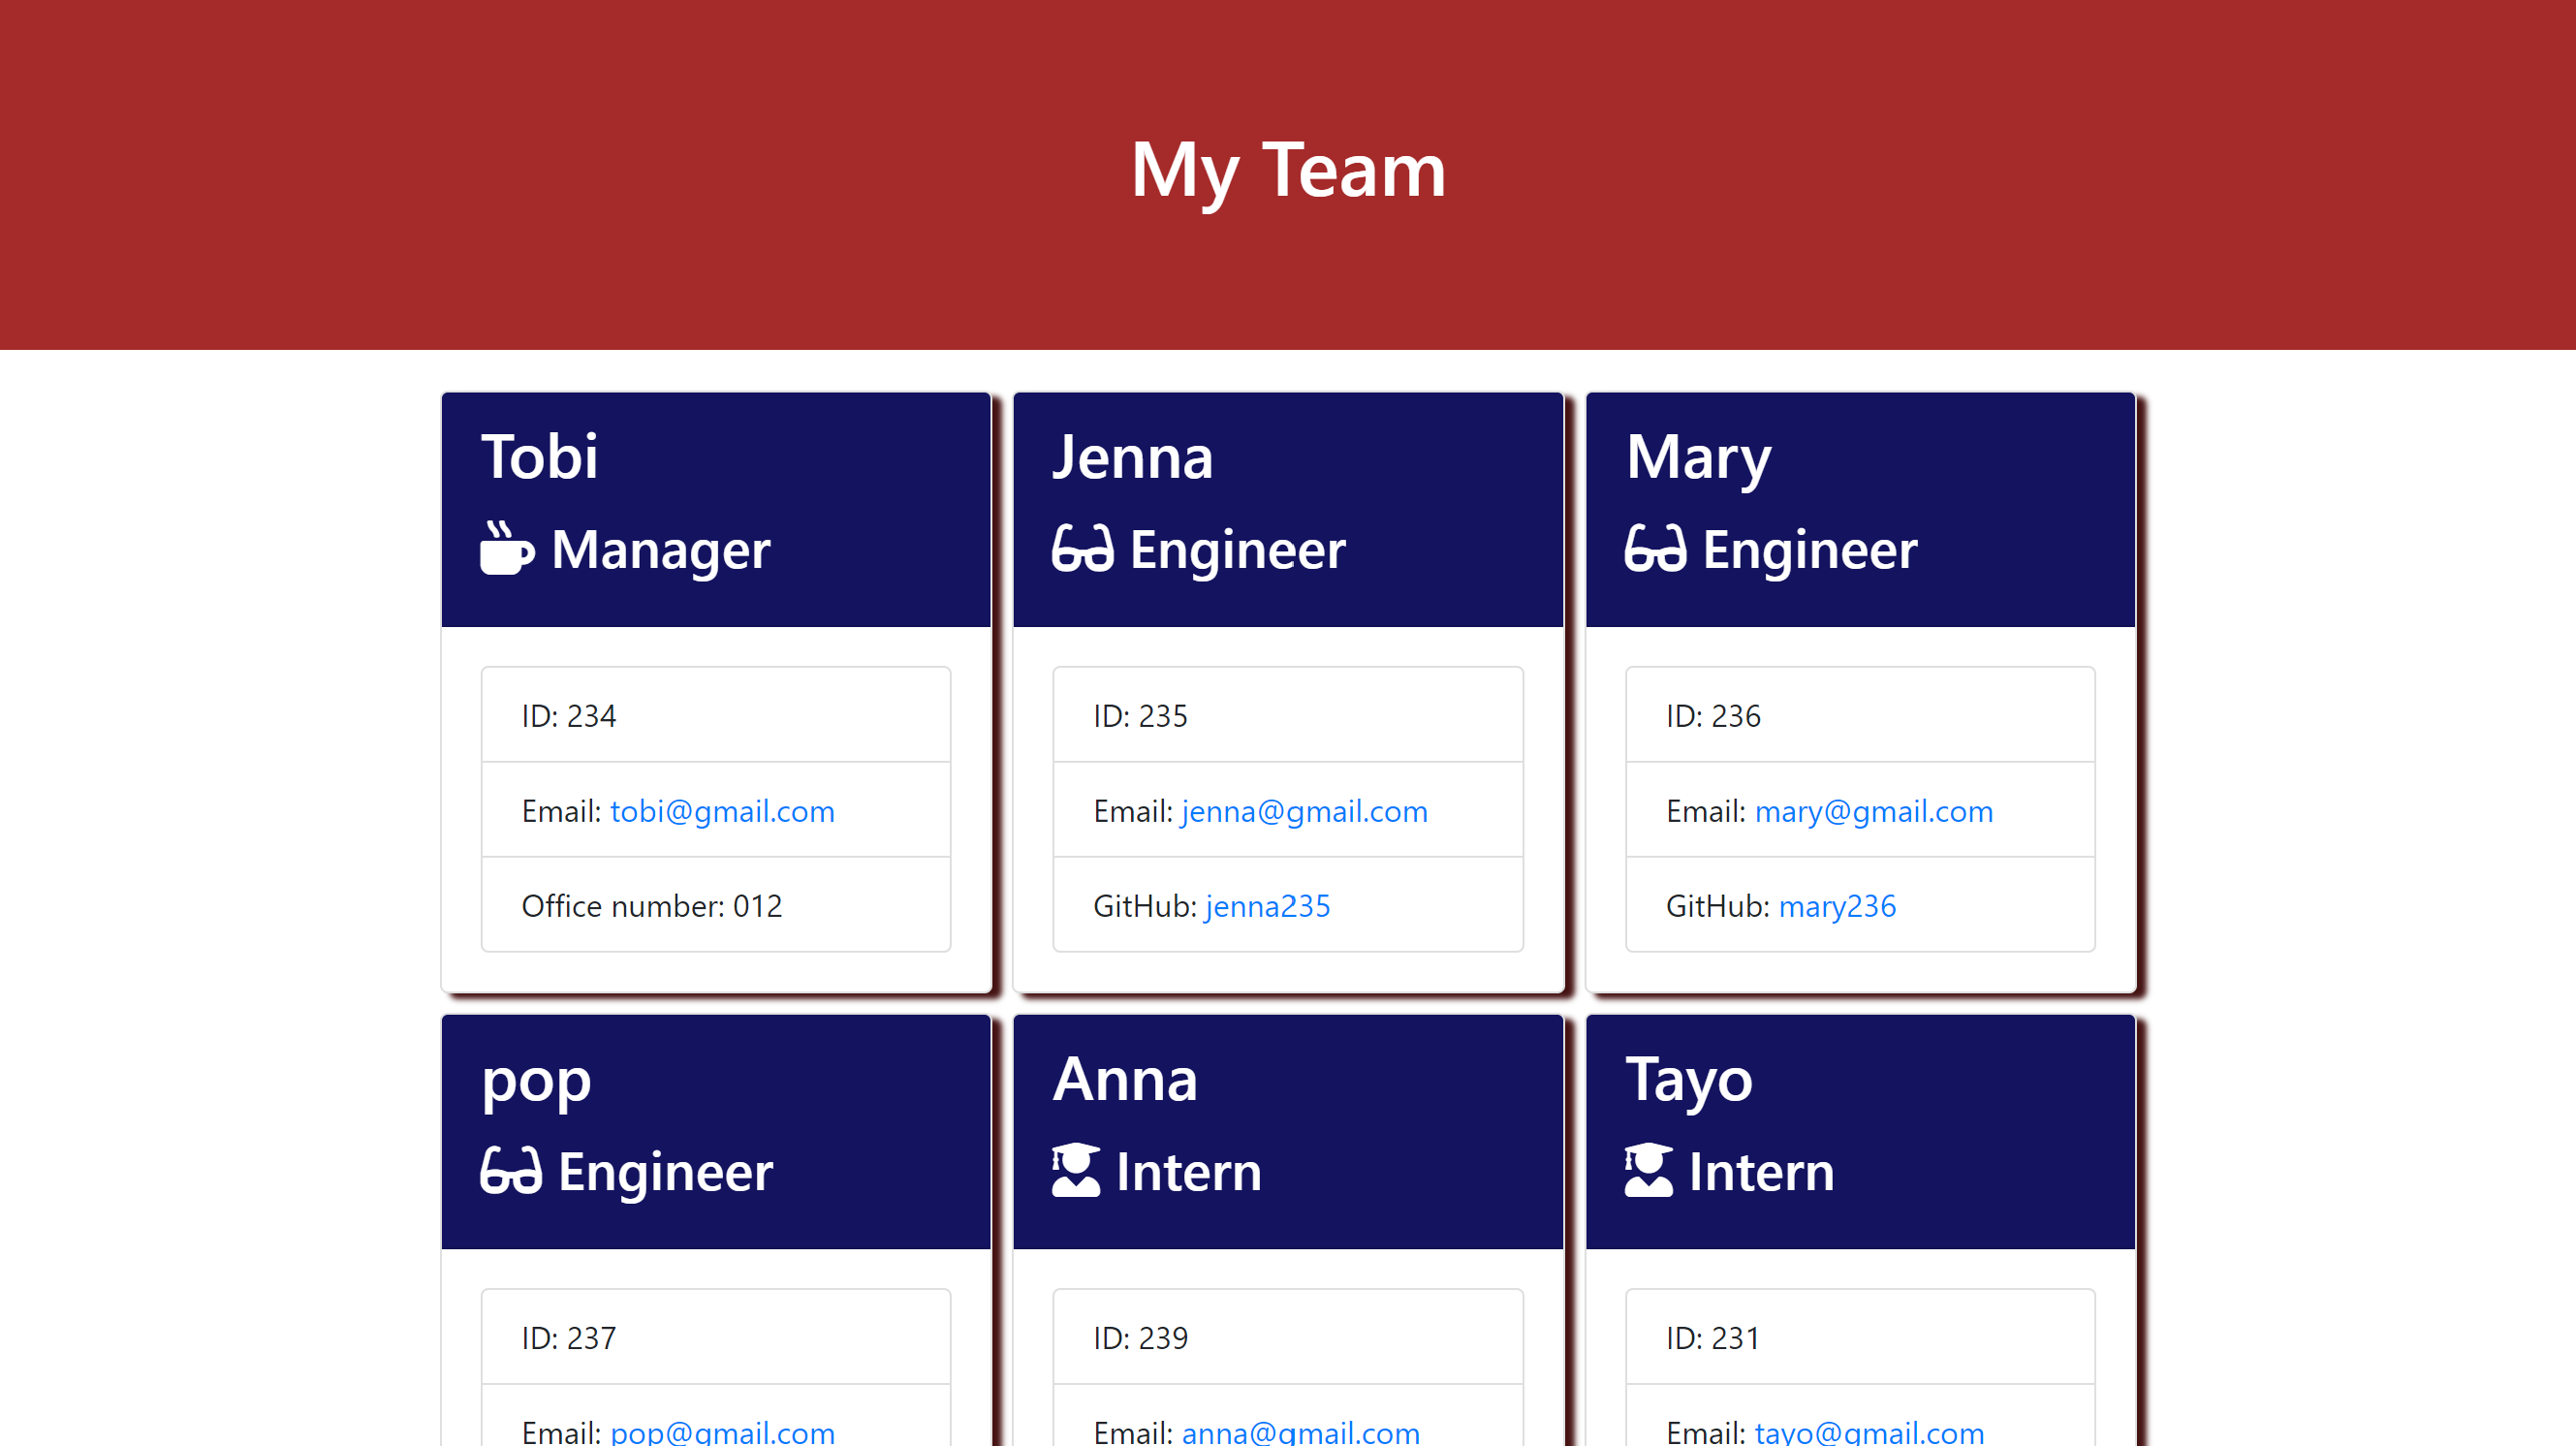 My Team
Tobi
Manager
ID: 234
Email: tobi@gmail.com
Office number: 012
Jenna
Engineer
ID: 235
Email: jenna@gmail.com
GitHub: jenna235
Mary
Engineer
ID: 236
Email: mary@gmail.com
GitHub: mary236
pop
Engineer
ID: 237
Email: pop@gmail.com
Anna
Intern
ID: 239
Email: anna@gmail.com
Tayo
Intern
ID: 231
Email: tayo@gmail.com